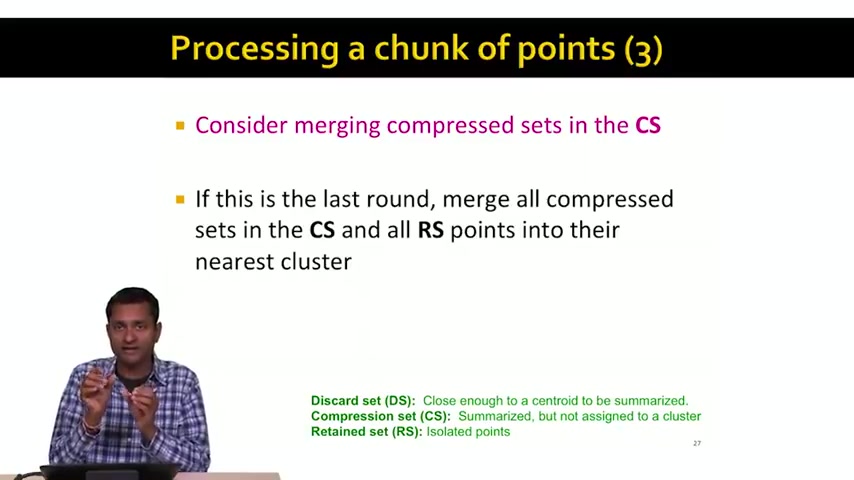 Processing a chunk of points (3)
Consider merging compressed sets in the CS
If this is the last round, merge all compressed
sets in the CS and all RS points into their
nearest cluster
Discard set (DS): Close enough to a centroid to be summarized.
Compression set (CS): Summarized, but not assigned to a cluster
Retained set (RS): Isolated points
27